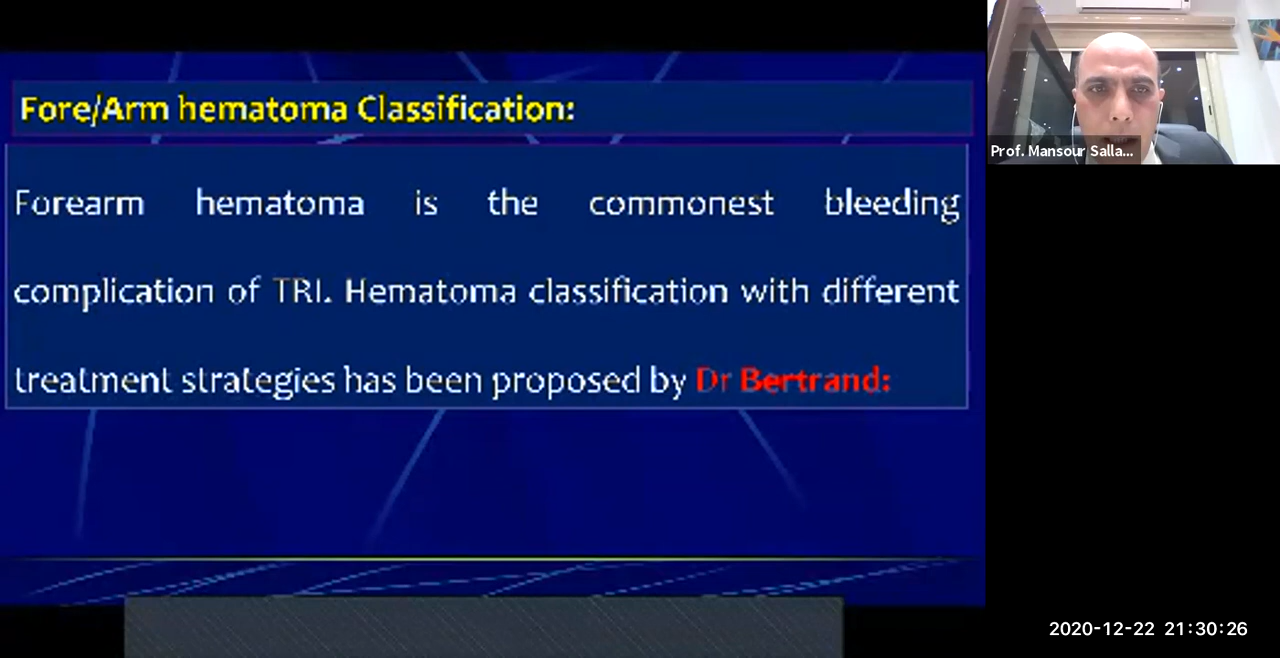 Fore/Arm hematoma Classification:
Forearm hematoma is the commonest bleeding
complication of TRI. Hematoma classification with different
treatment strategies has been proposed by Dr Bertrand:
Prof. Mansour Salla...
2020-12-22 21:30:26